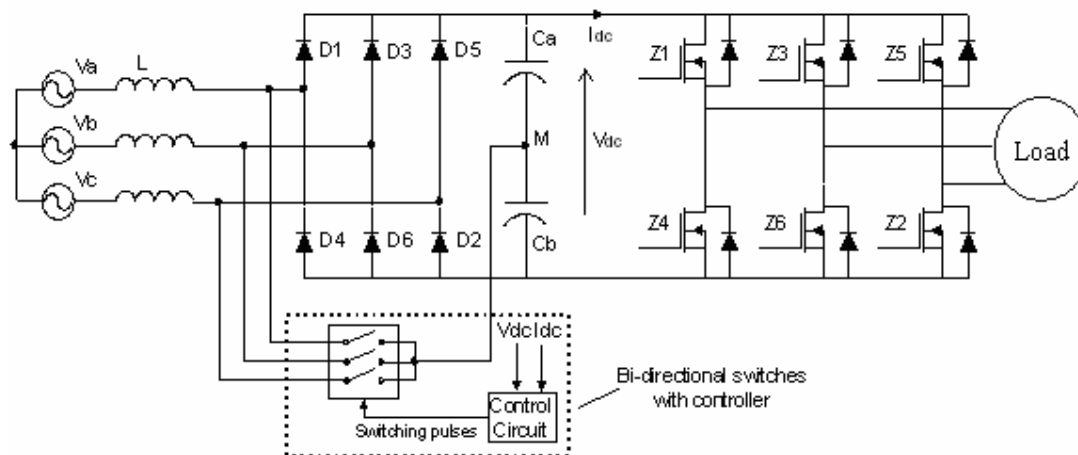 Va
L
Vb
Vc
D1
D3
D5
D4
D6
D2
Ca
M
Cb
Idc
Vdc
Z1
Z3
Z5
Z4
Z6
Z2
Load
Vdc Idc
Control
Circuit
Switching pulses
Bi-directional switches
with controller